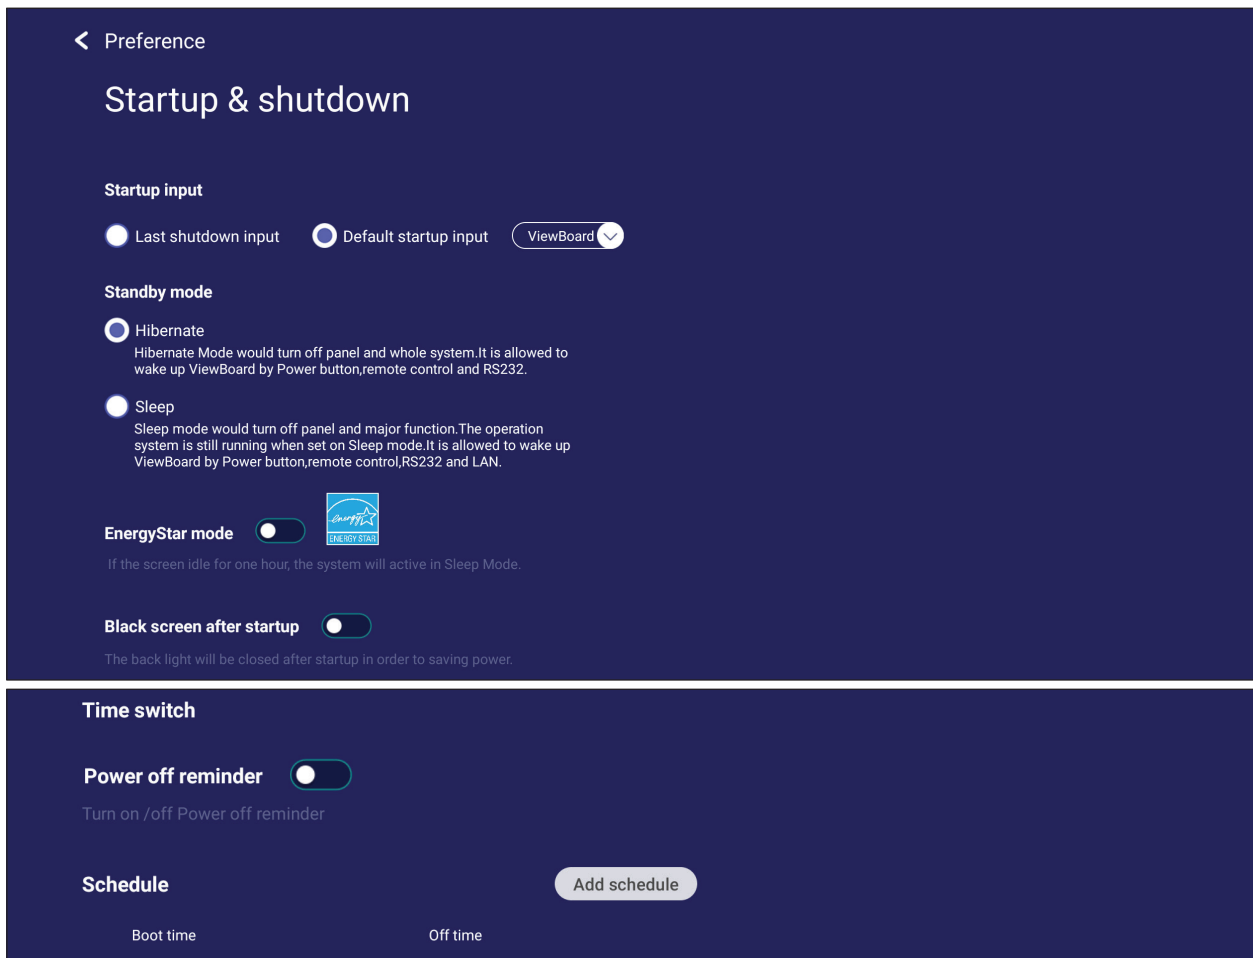 Preference
Startup & shutdown
Startup input
Last shutdown input Default startup input ViewBoard
Standby mode
Hibernate
Hibernate Mode would turn off panel and whole system.It is allowed to
wake up ViewBoard by Power button,remote control and RS232.
Sleep
Sleep mode would turn off panel and major function.The operation
system is still running when set on Sleep mode.It is allowed to wake up
ViewBoard by Power button,remote control,RS232 and LAN.
energy
EnergyStar mode ENERGY STAR
If the screen idle for one hour, the system will active in Sleep Mode.
Black screen after startup
The back light will be closed after startup in order to saving power.
Time switch
Power off reminder
Turn on /off Power off reminder
Schedule Add schedule
Boot time Off time